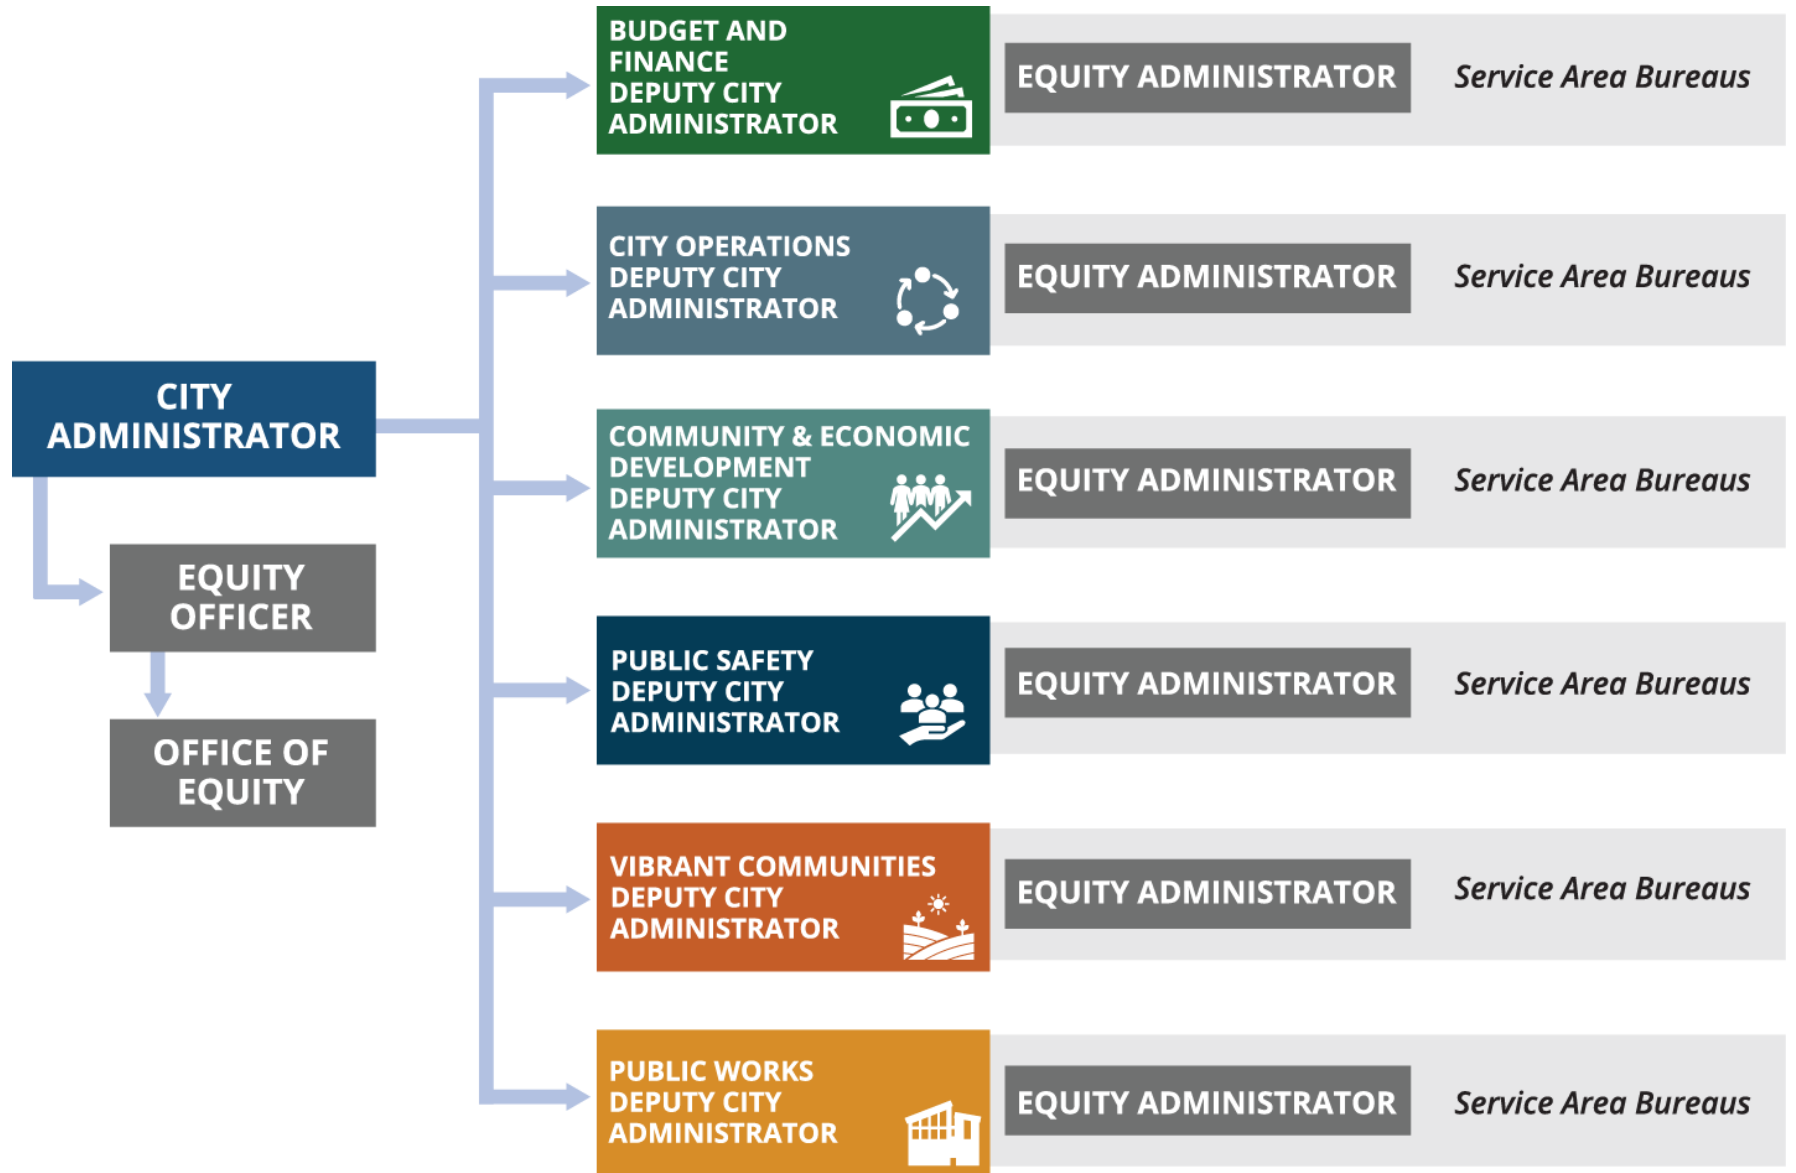 CITY
ADMINISTRATOR
EQUITY
OFFICER
OFFICE OF
EQUITY
BUDGET AND
FINANCE
DEPUTY CITY
ADMINISTRATOR
EQUITY ADMINISTRATOR
Service Area Bureaus
CITY OPERATIONS
DEPUTY CITY
ADMINISTRATOR
EQUITY ADMINISTRATOR
Service Area Bureaus
COMMUNITY & ECONOMIC
DEVELOPMENT
DEPUTY CITY
ADMINISTRATOR
EQUITY ADMINISTRATOR
Service Area Bureaus
PUBLIC SAFETY
DEPUTY CITY
ADMINISTRATOR
EQUITY ADMINISTRATOR
Service Area Bureaus
VIBRANT COMMUNITIES
DEPUTY CITY
ADMINISTRATOR
EQUITY ADMINISTRATOR
Service Area Bureaus
PUBLIC WORKS
DEPUTY CITY
ADMINISTRATOR
EQUITY ADMINISTRATOR
Service Area Bureaus